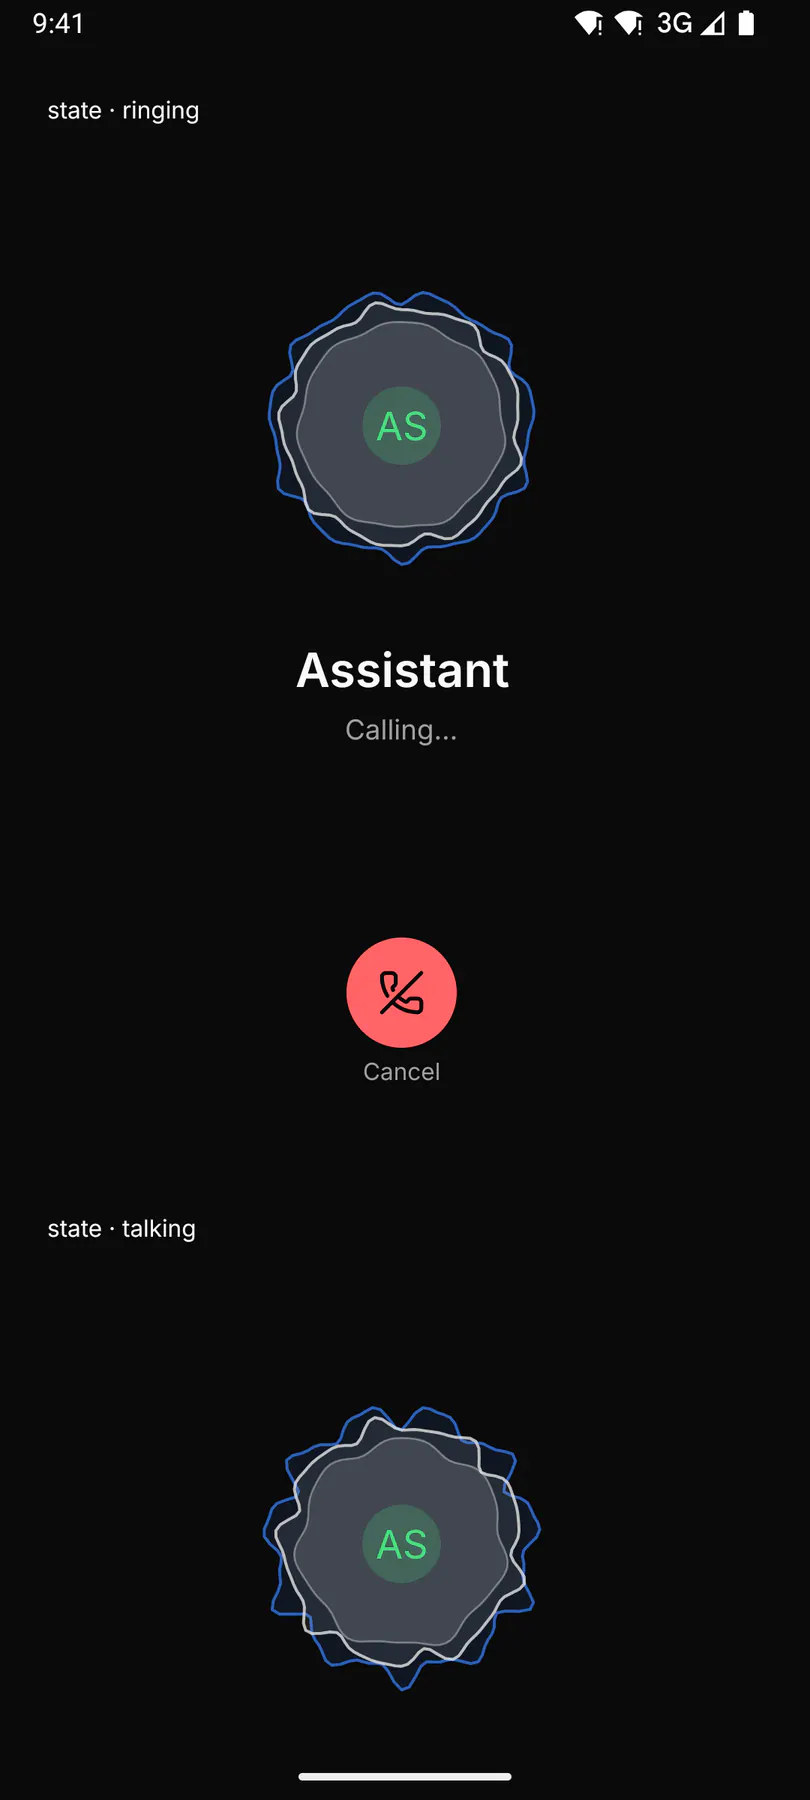 9:41
3G
state · ringing
AS
Assistant
Calling...
Cancel
state · talking
AS